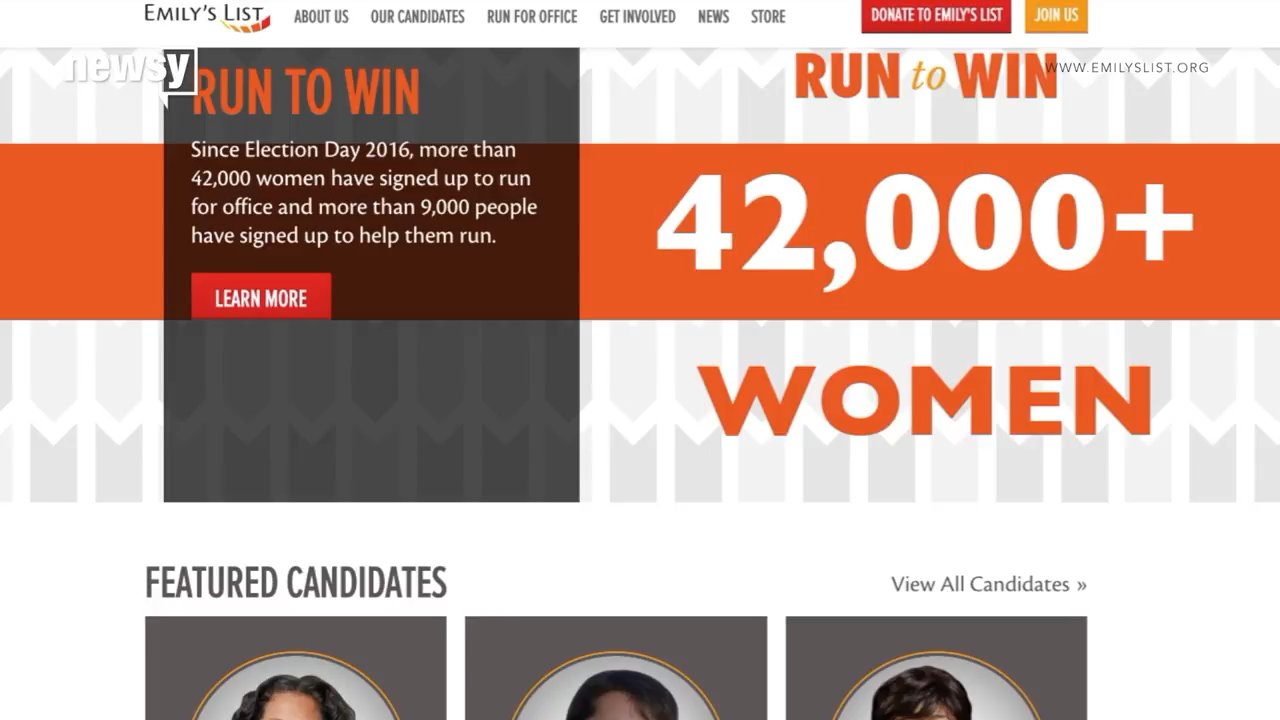 EMILY'S LIST
ABOUT US OUR CANDIDATES RUN FOR OFFICE GET INVOLVED NEWS STORE
DONATE TO EMILY'S LIST JOIN US
newsy
RUN TO WIN
Since Election Day 2016, more than
42,000 women have signed up to run
for office and more than 9,000 people
have signed up to help them run.
LEARN MORE
RUN to WIN
WWW.EMILYSLIST.ORG
42,000+
WOMEN
FEATURED CANDIDATES
View All Candidates »